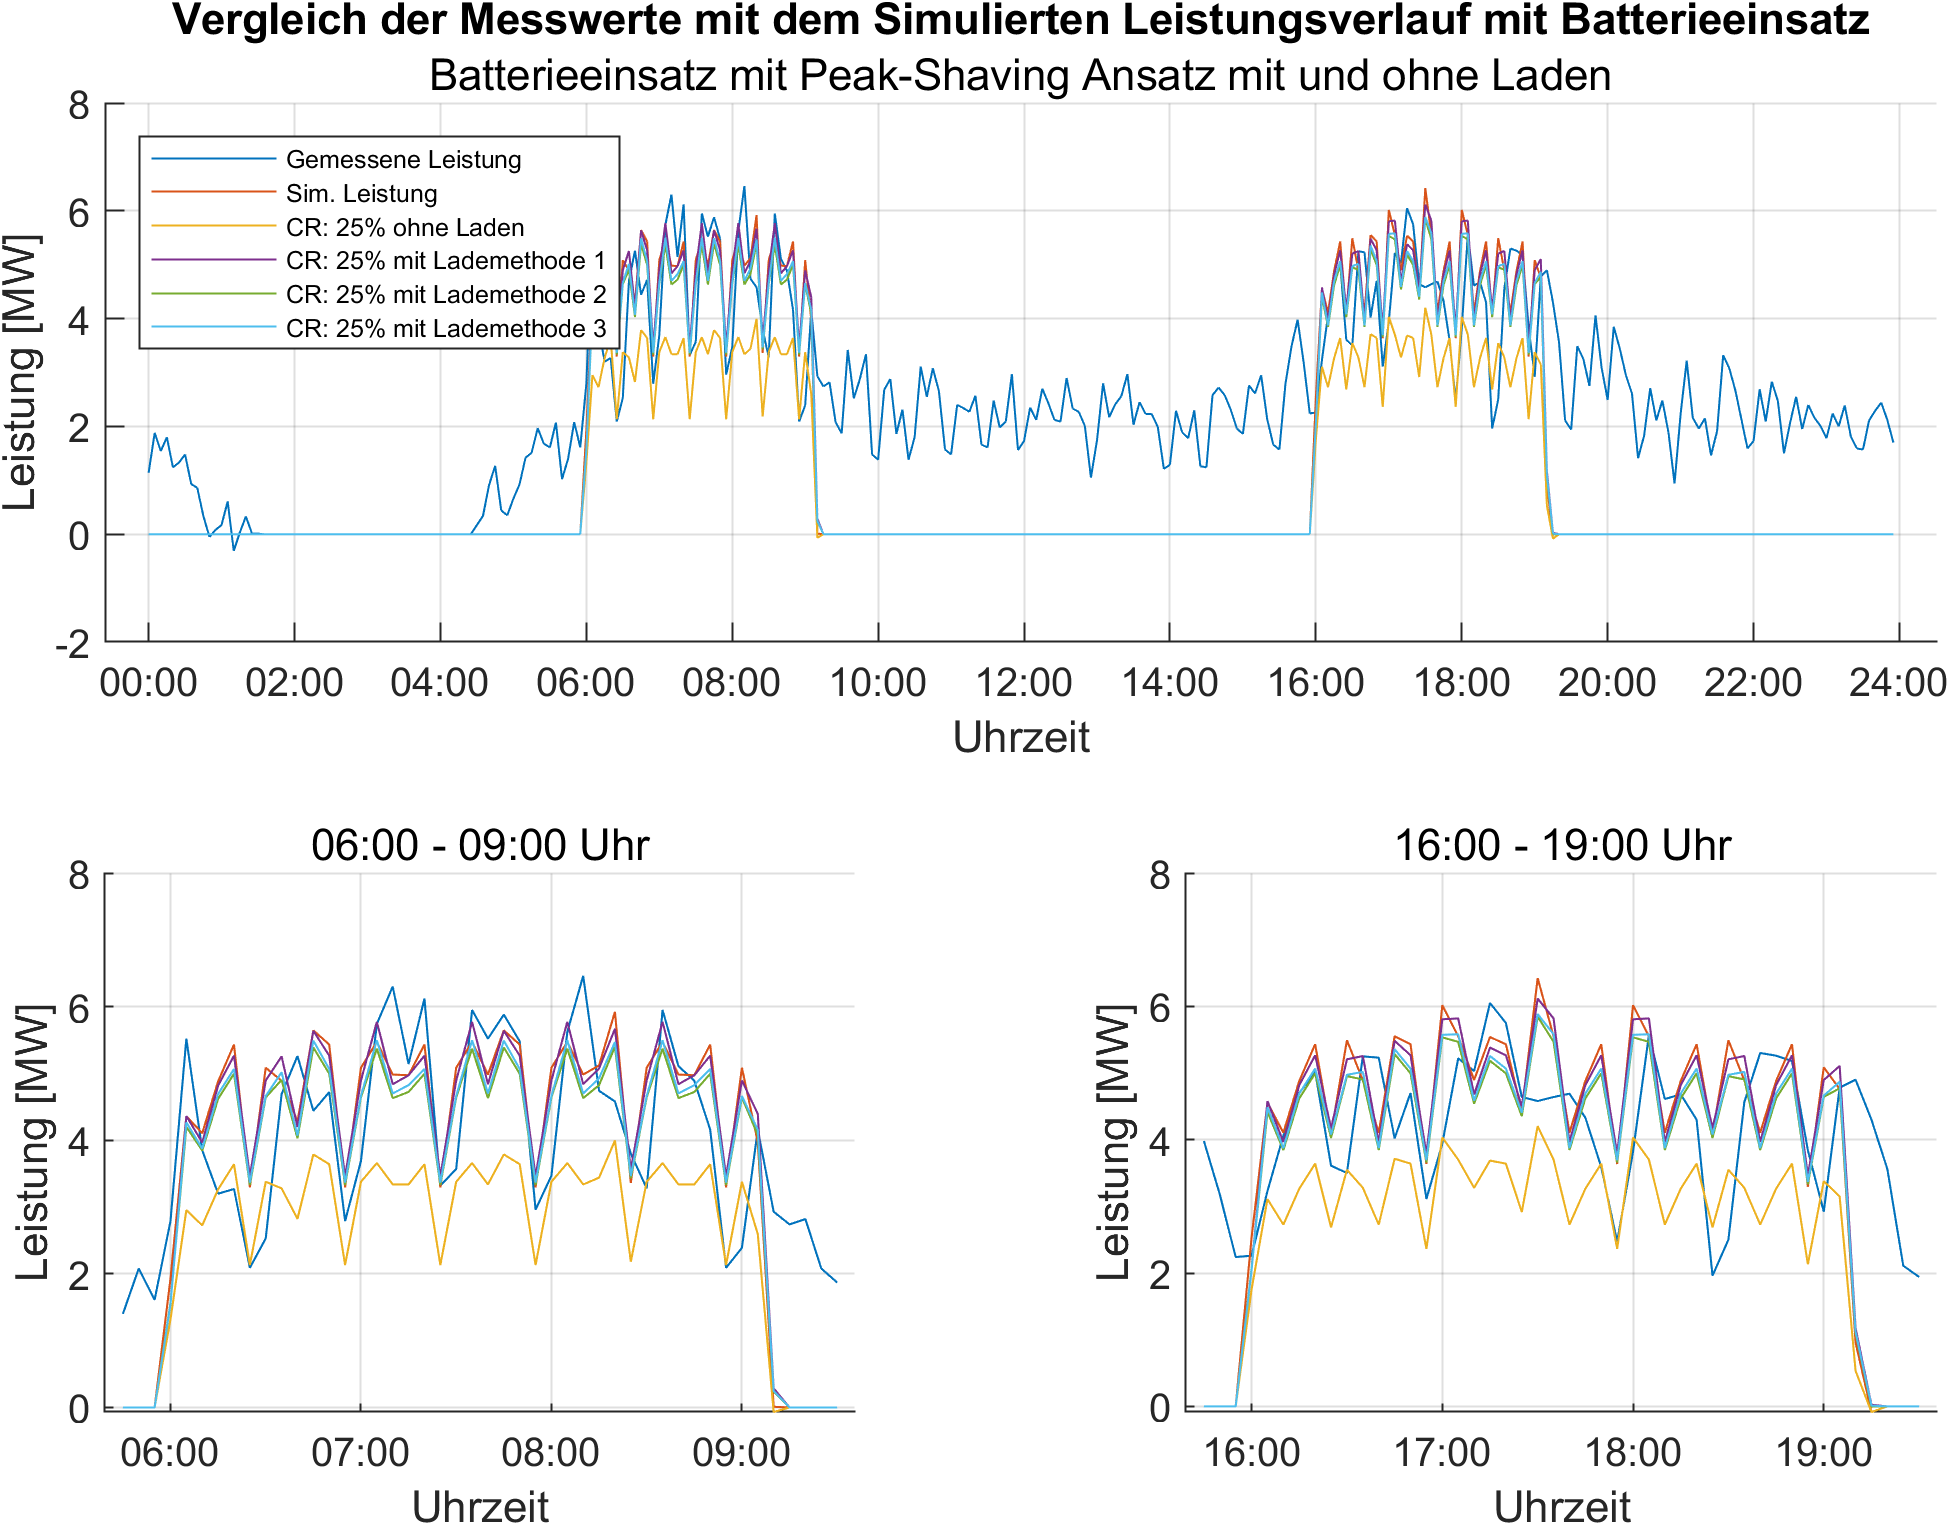 Vergleich der Messwerte mit dem Simulierten Leistungsverlauf mit Batterieeinsatz
Batterieeinsatz mit Peak-Shaving Ansatz mit und ohne Laden
8
6
4
2
0
-2
Leistung [MW]
Gemessene Leistung
Sim. Leistung
CR: 25% ohne Laden
CR: 25% mit Lademethode 1
CR: 25% mit Lademethode 2
CR: 25% mit Lademethode 3
00:00 02:00 04:00 06:00 08:00 10:00 12:00 14:00 16:00 18:00 20:00 22:00 24:00
Uhrzeit
06:00 - 09:00 Uhr
8
6
4
2
0
Leistung [MW]
06:00 07:00 08:00 09:00
Uhrzeit
16:00 - 19:00 Uhr
8
6
4
2
0
Leistung [MW]
16:00 17:00 18:00 19:00
Uhrzeit